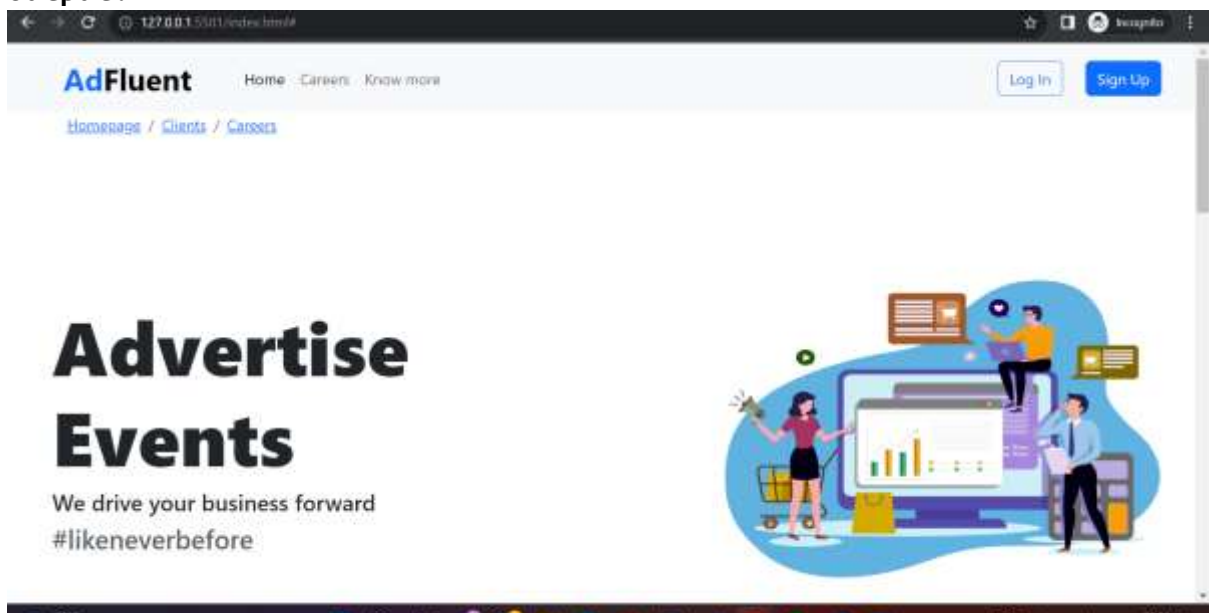 127.0.0.1:5501/index.html#
Incognito
AdFluent Home Careers Know more
Log In Sign Up
Homepage / Clients / Careers
Advertise
Events
We drive your business forward
#likeneverbefore